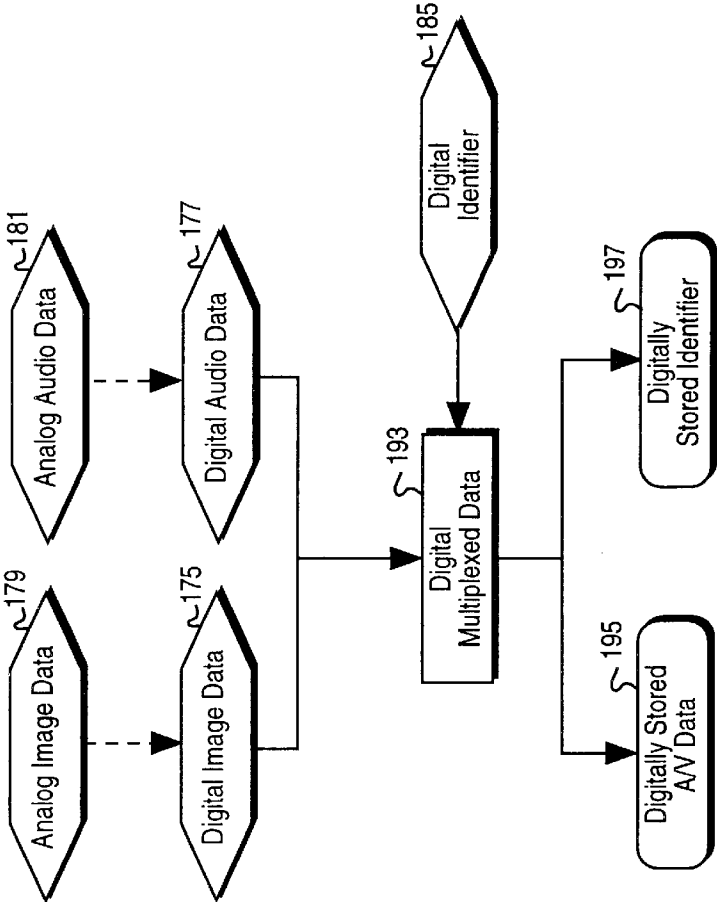 179
Analog Image Data
181
Analog Audio Data
175
Digital Image Data
177
Digital Audio Data
193
Digital
Multiplexed Data
185
Digital
Identifier
195
Digitally Stored
A/V Data
197
Digitally
Stored Identifier